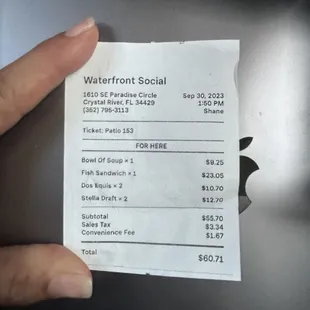 Waterfront Social
1610 SE Paradise Circle Sep 30, 2023
Crystal River, FL 34429 1:50 PM
(352) 795-3113 Shane
Ticket: Patio 153
FOR HERE
Bowl Of Soup × 1 $9.25
Fish Sandwich × 1 $23.05
Dos Equis × 2 $10.70
Stella Draft × 2 $12.70
Subtotal $55.70
Sales Tax $3.34
Convenience Fee $1.67
Total $60.71